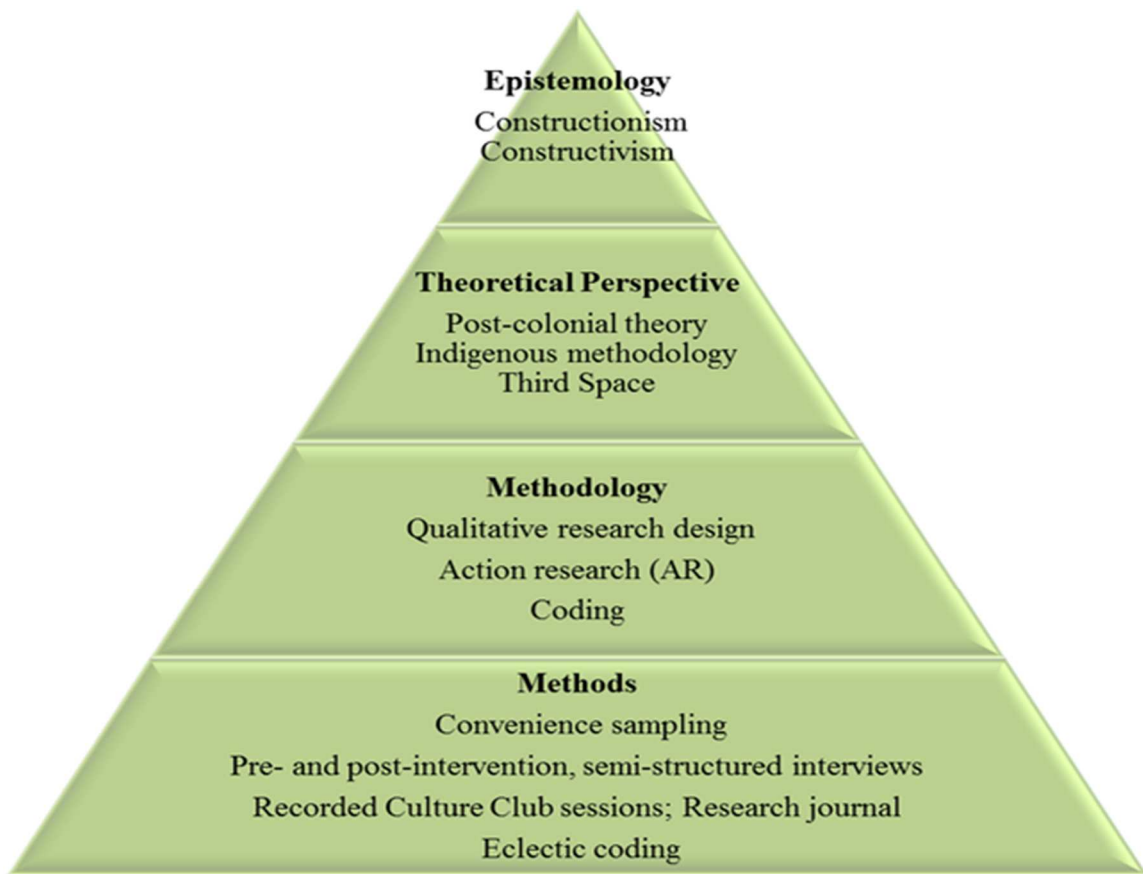 Epistemology
Constructionism
Constructivism
Theoretical Perspective
Post-colonial theory
Indigenous methodology
Third Space
Methodology
Qualitative research design
Action research (AR)
Coding
Methods
Convenience sampling
Pre- and post-intervention, semi-structured interviews
Recorded Culture Club sessions; Research journal
Eclectic coding